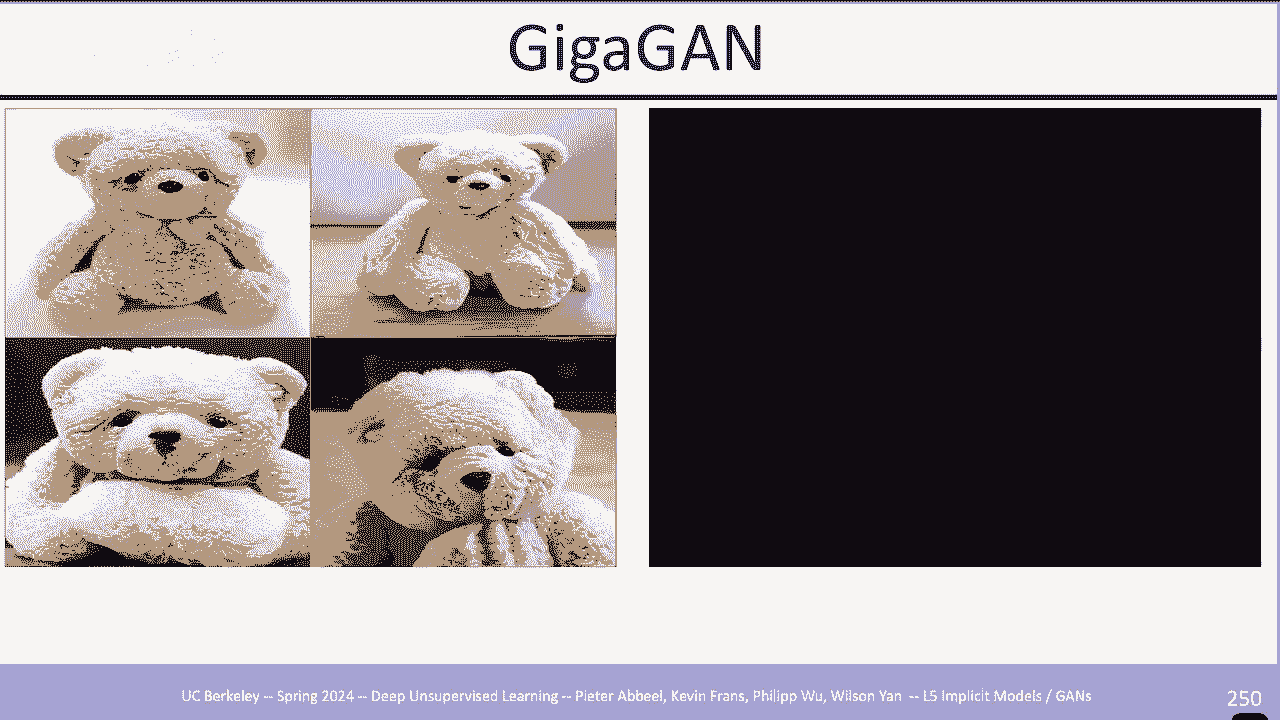 GigaGAN
UC Berkeley -- Spring 2024 -- Deep Unsupervised Learning -- Pieter Abbeel, Kevin Frans, Philipp Wu, Wilson Yan -- L5 Implicit Models / GANs
250